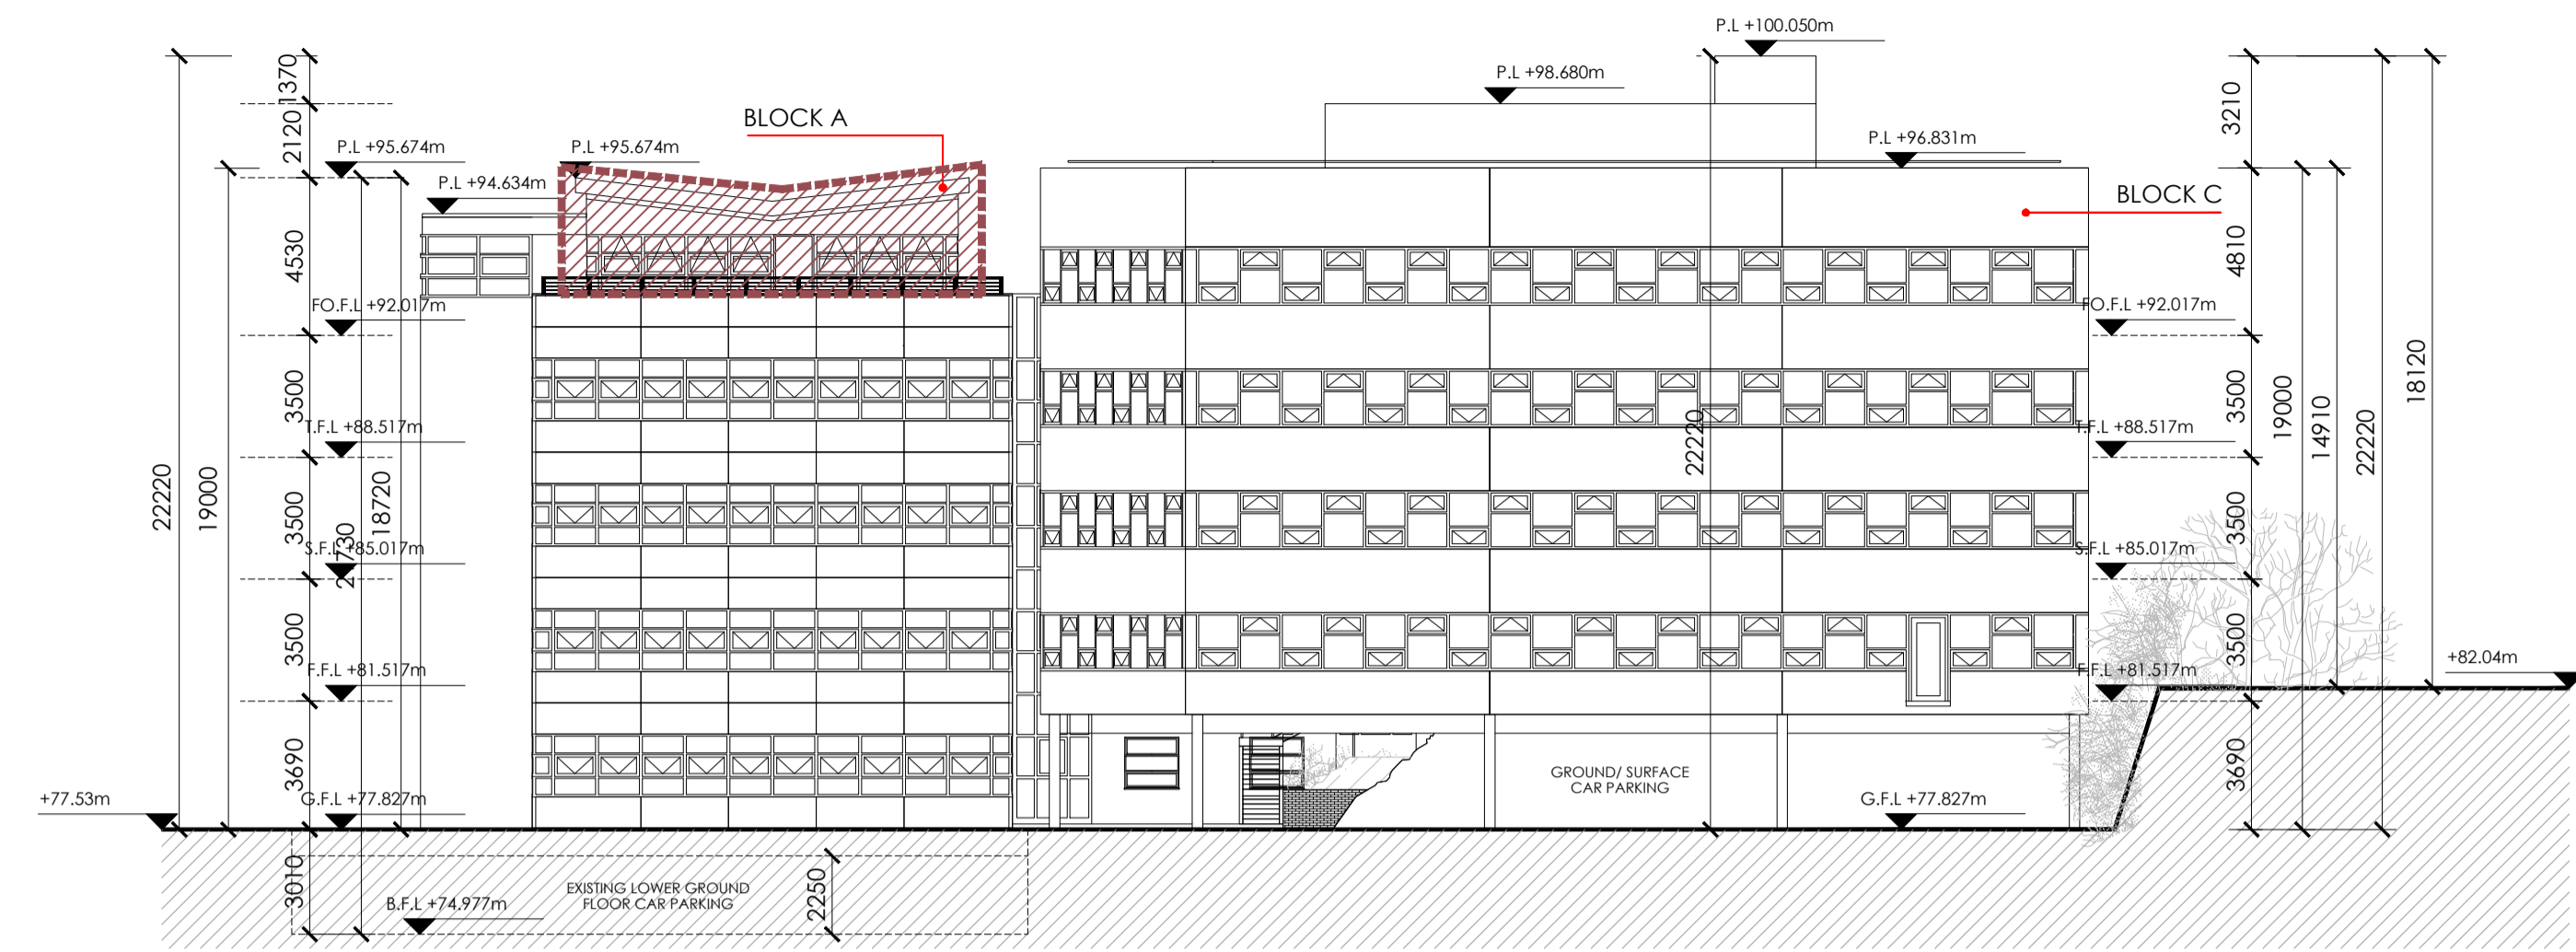 P.L +100.050m
P.L +98.680m
BLOCK A
P.L +95.674m
P.L +95.674m
P.L +96.831m
P.L +94.634m
BLOCK C
FO.F.L +92.017m
FO.F.L +92.017m
T.F.L +88.517m
T.F.L +88.517m
S.F.L +85.017m
S.F.L +85.017m
F.F.L +81.517m
F.F.L +81.517m
+82.04m
+77.53m
G.F.L +77.827m
G.F.L +77.827m
GROUND/ SURFACE
CAR PARKING
EXISTING LOWER GROUND
FLOOR CAR PARKING
B.F.L +74.977m
22220
19000
1370
2120
4530
3500
3500
3500
3690
3010
18720
2250
22220
3210
4810
3500
3500
3500
3690
19000
14910
22220
18120